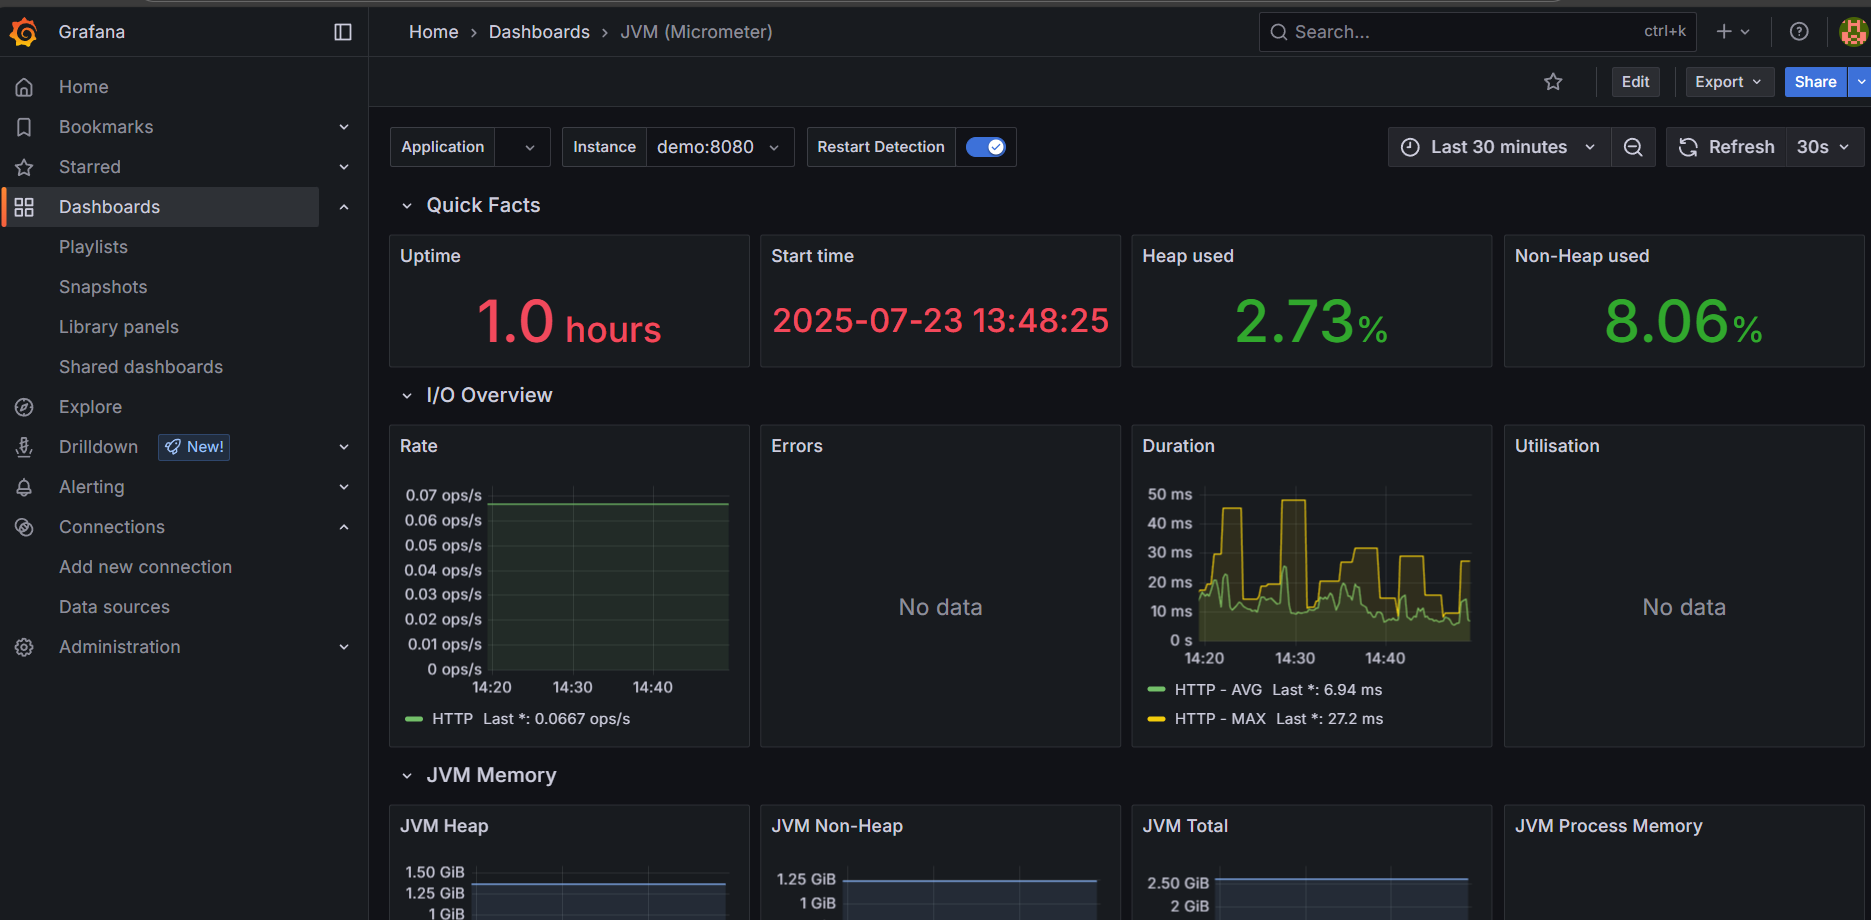 Grafana
Home › Dashboards › JVM (Micrometer)
Search... ctrl+k
Edit Export Share
Home
Bookmarks
Starred
Dashboards
Playlists
Snapshots
Library panels
Shared dashboards
Explore
Drilldown New!
Alerting
Connections
Add new connection
Data sources
Administration
Application Instance demo:8080 Restart Detection Last 30 minutes Refresh 30s
Quick Facts
Uptime
1.0 hours
Start time
2025-07-23 13:48:25
Heap used
2.73%
Non-Heap used
8.06%
I/O Overview
Rate
0.07 ops/s
0.06 ops/s
0.05 ops/s
0.04 ops/s
0.03 ops/s
0.02 ops/s
0.01 ops/s
0 ops/s
14:20 14:30 14:40
HTTP Last *: 0.0667 ops/s
Errors
No data
Duration
50 ms
40 ms
30 ms
20 ms
10 ms
0 s
14:20 14:30 14:40
HTTP - AVG Last *: 6.94 ms
HTTP - MAX Last *: 27.2 ms
Utilisation
No data
JVM Memory
JVM Heap
1.50 GiB
1.25 GiB
1 GiB
JVM Non-Heap
1.25 GiB
1 GiB
JVM Total
2.50 GiB
2 GiB
JVM Process Memory